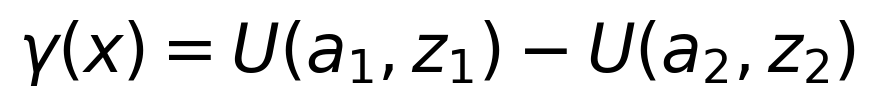 γ(x) = U(a₁, z₁) − U(a₂, z₂)